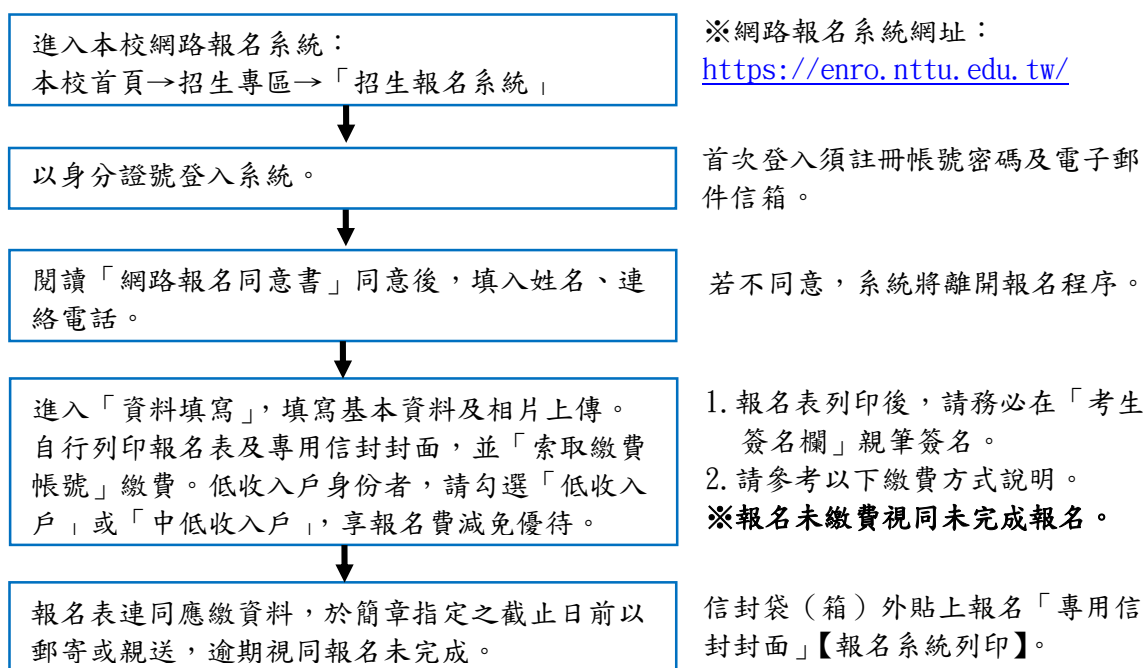 進入本校網路報名系統：
本校首頁→招生專區→「招生報名系統」
※網路報名系統網址：
https://enro.nttu.edu.tw/
以身分證號登入系統。
首次登入須註冊帳號密碼及電子郵
件信箱。
閱讀「網路報名同意書」同意後，填入姓名、連
絡電話。
若不同意，系統將離開報名程序。
進入「資料填寫」，填寫基本資料及相片上傳。
自行列印報名表及專用信封封面，並「索取繳費
帳號」繳費。低收入戶身份者，請勾選「低收入
戶」或「中低收入戶」，享報名費減免優待。
1.報名表列印後，請務必在「考生
簽名欄」親筆簽名。
2.請參考以下繳費方式說明。
※報名未繳費視同未完成報名。
報名表連同應繳資料，於簡章指定之截止日前以
郵寄或親送，逾期視同報名未完成。
信封袋（箱）外貼上報名「專用信
封封面」【報名系統列印】。